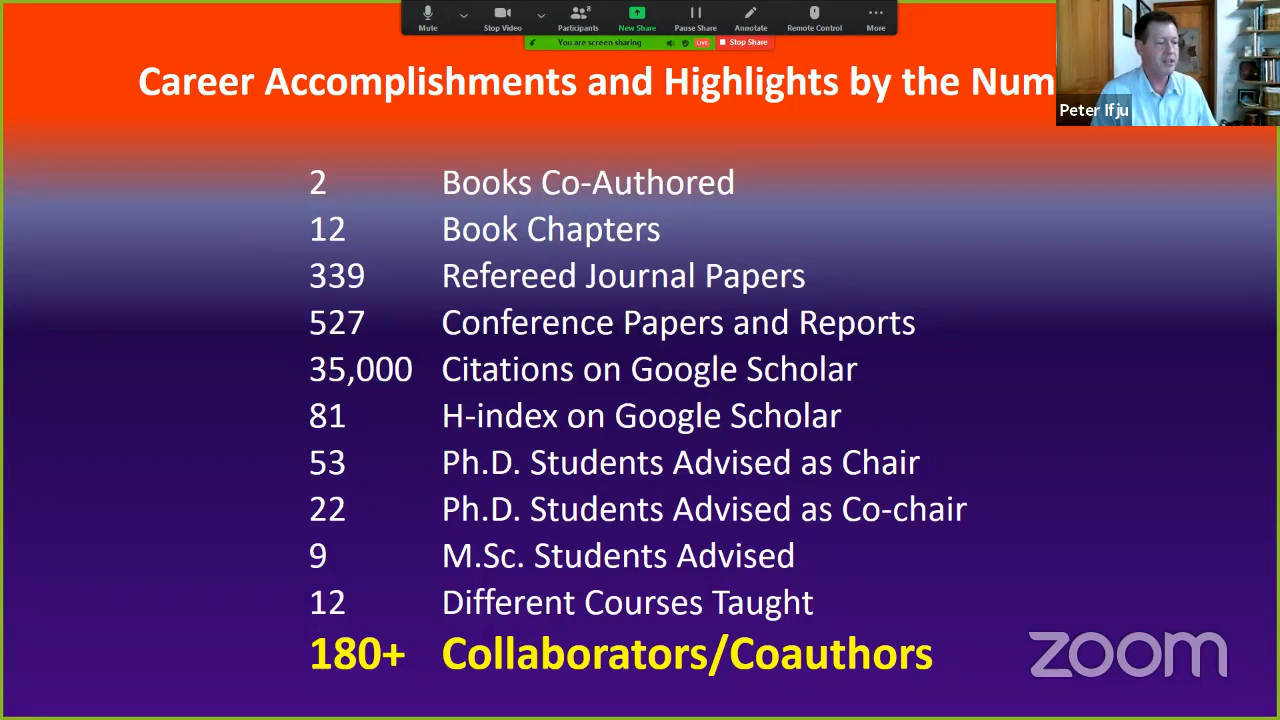 8
Mute
Stop Video
Participants
New Share
Pause Share
Annotate
Remote Control
More
You are screen sharing
LIVE
Stop Share
Career Accomplishments and Highlights by the Num
Peter Ifju
2 Books Co-Authored
12 Book Chapters
339 Refereed Journal Papers
527 Conference Papers and Reports
35,000 Citations on Google Scholar
81 H-index on Google Scholar
53 Ph.D. Students Advised as Chair
22 Ph.D. Students Advised as Co-chair
9 M.Sc. Students Advised
12 Different Courses Taught
180+ Collaborators/Coauthors
zoom